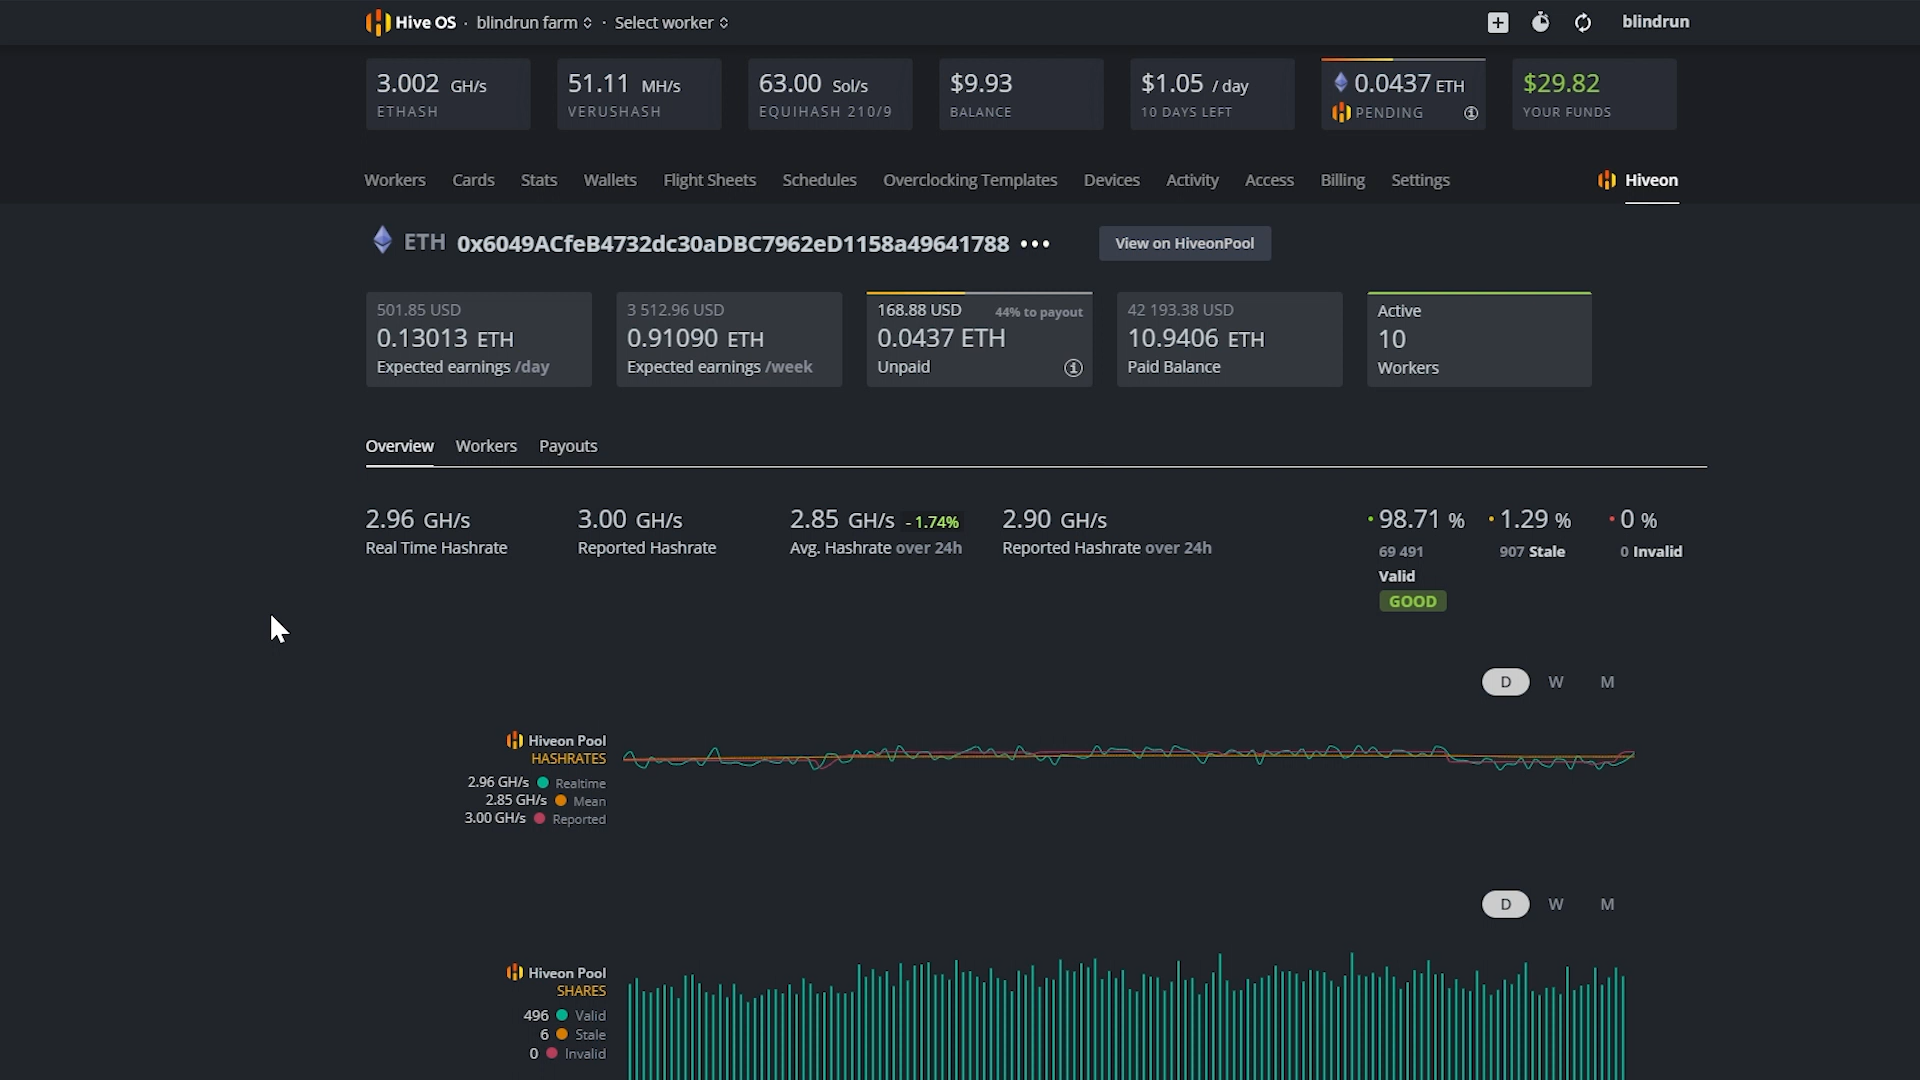 Hive OS · blindrun farm · Select worker
blindrun
3.002 GH/s
ETHASH
51.11 MH/s
VERUSHASH
63.00 Sol/s
EQUIHASH 210/9
$9.93
BALANCE
$1.05 / day
10 DAYS LEFT
0.0437 ETH
PENDING
$29.82
YOUR FUNDS
Workers Cards Stats Wallets Flight Sheets Schedules Overclocking Templates Devices Activity Access Billing Settings Hiveon
ETH 0x6049ACfeB4732dc30aDBC7962eD1158a49641788 •••
View on HiveonPool
501.85 USD
0.13013 ETH
Expected earnings /day
3 512.96 USD
0.91090 ETH
Expected earnings /week
168.88 USD 44% to payout
0.0437 ETH
Unpaid
42 193.38 USD
10.9406 ETH
Paid Balance
Active
10
Workers
Overview Workers Payouts
2.96 GH/s
Real Time Hashrate
3.00 GH/s
Reported Hashrate
2.85 GH/s - 1.74%
Avg. Hashrate over 24h
2.90 GH/s
Reported Hashrate over 24h
98.71 %
69 491
Valid
GOOD
1.29 %
907 Stale
0 %
0 Invalid
D W M
Hiveon Pool
HASHRATES
2.96 GH/s Realtime
2.85 GH/s Mean
3.00 GH/s Reported
D W M
Hiveon Pool
SHARES
496 Valid
6 Stale
0 Invalid